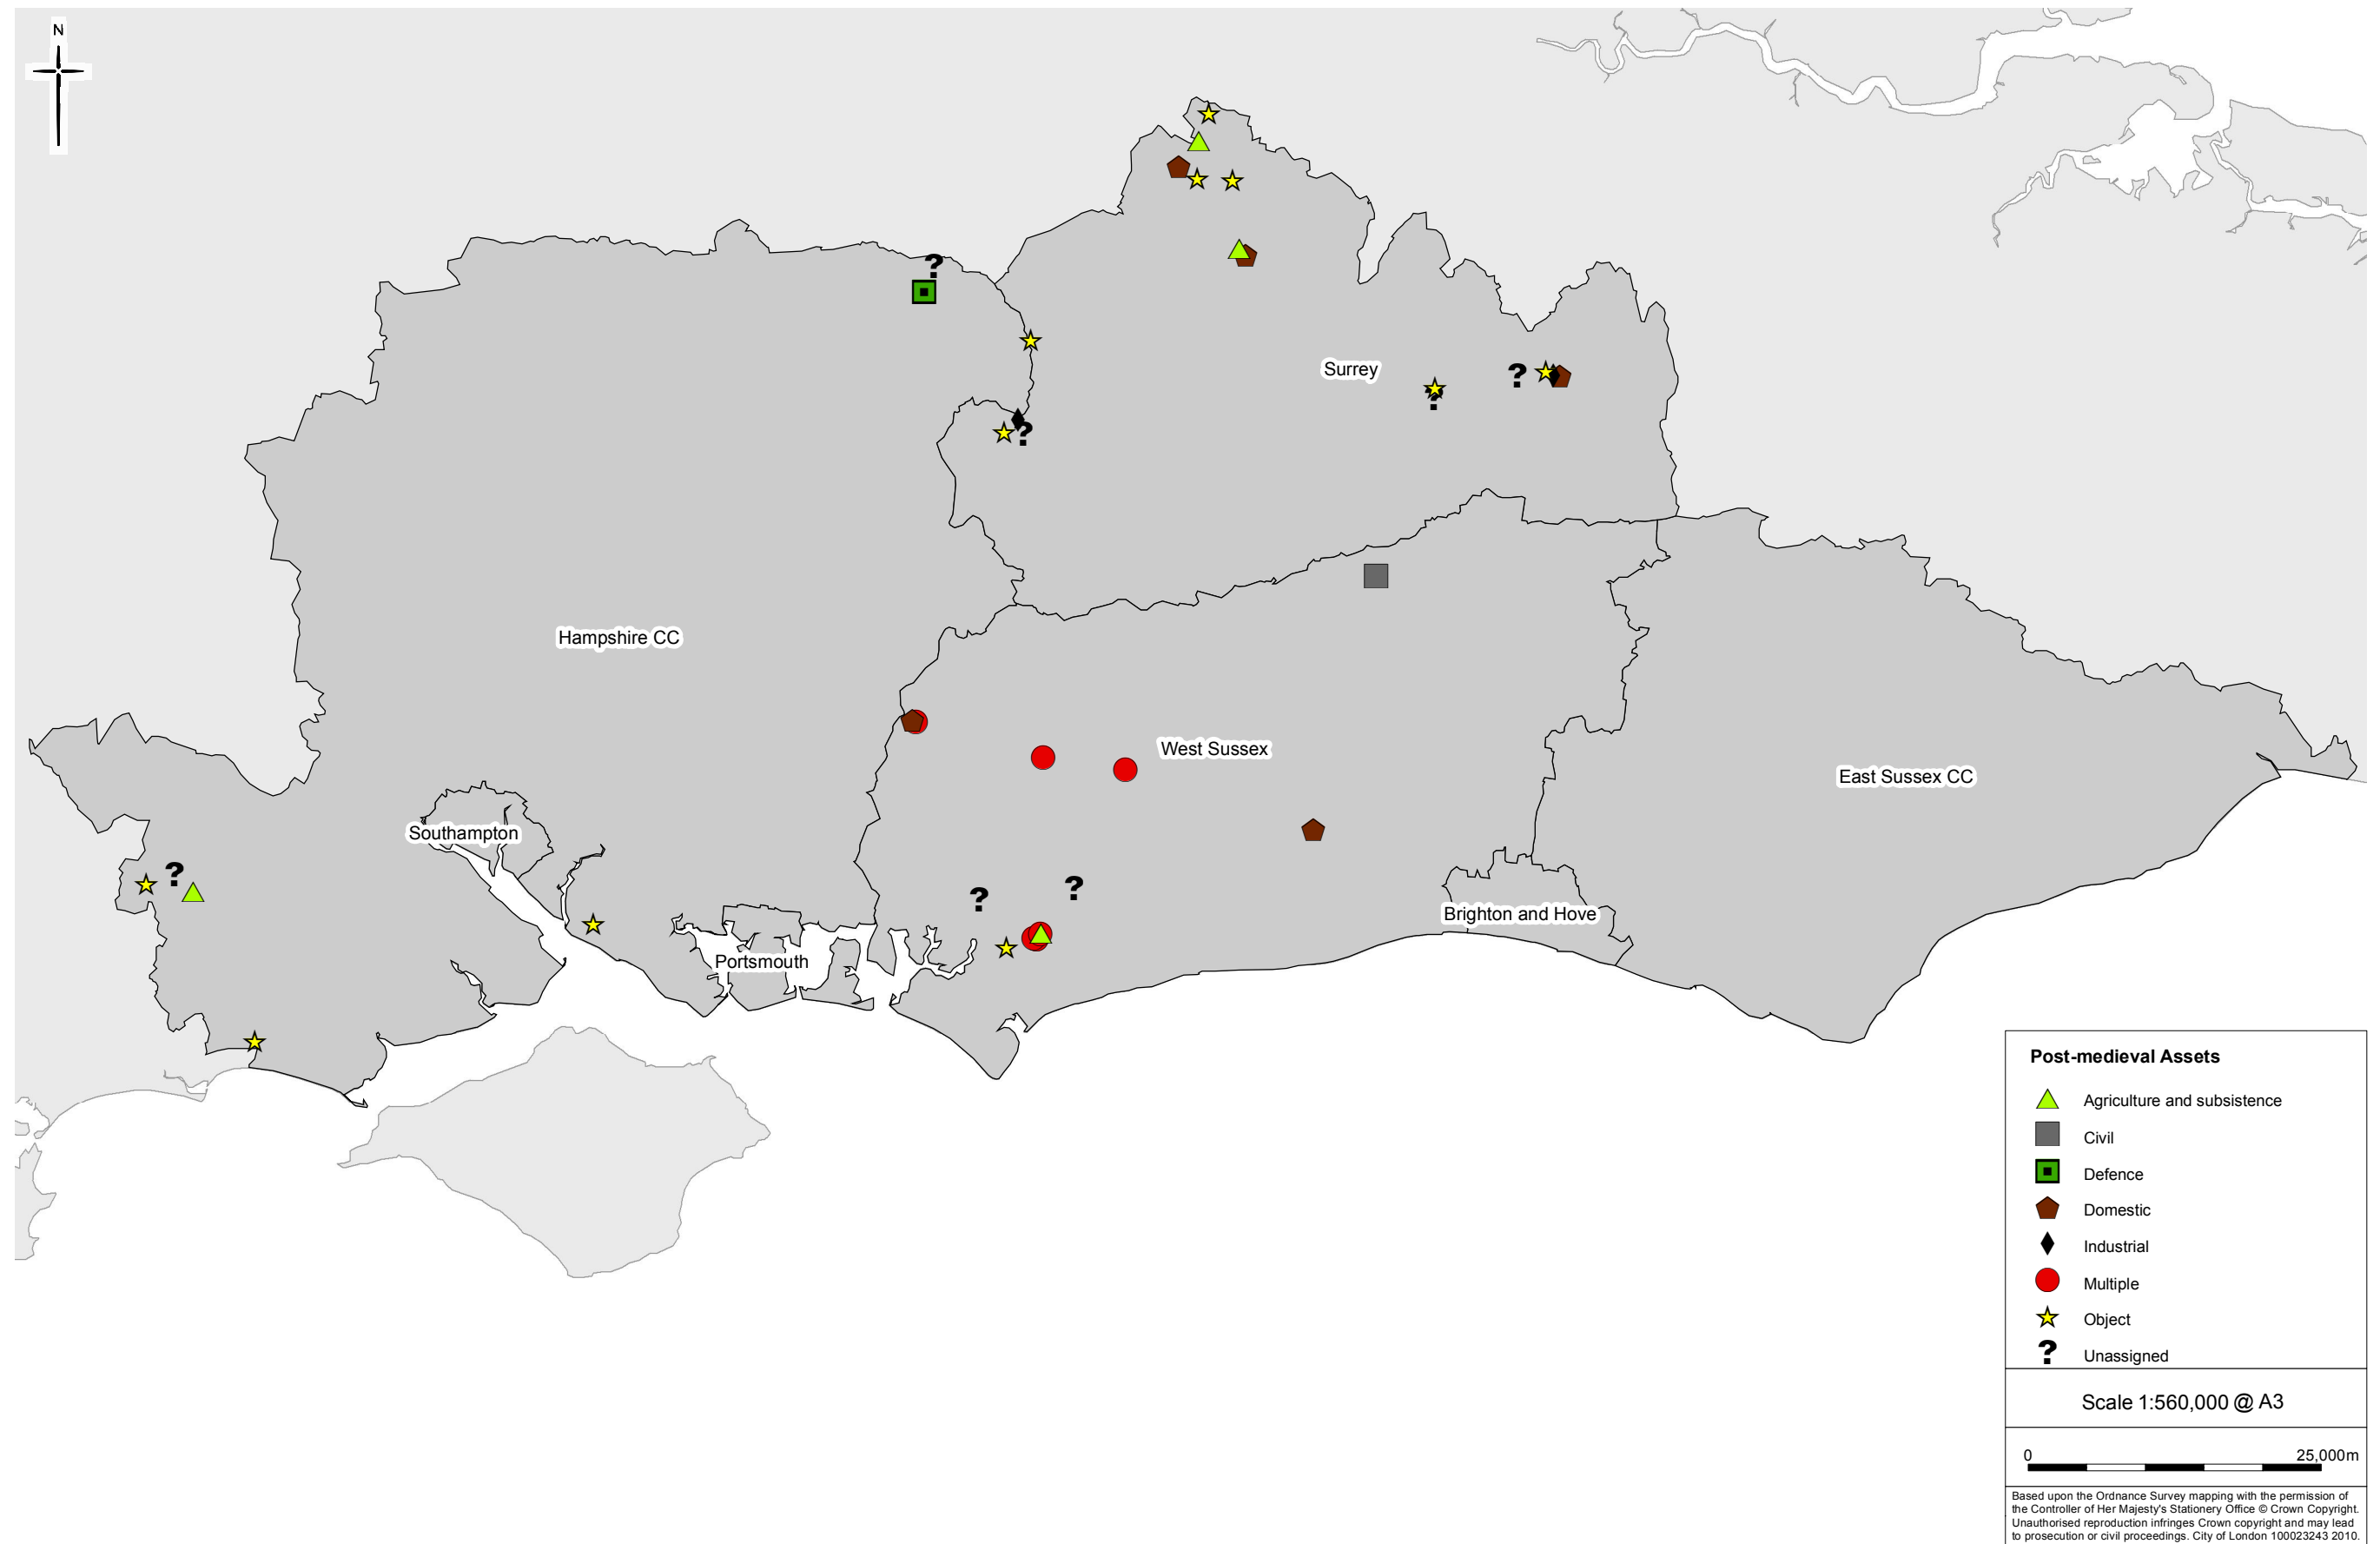 N
Surrey
Hampshire CC
West Sussex
East Sussex CC
Southampton
Brighton and Hove
Portsmouth
?
?
?
?
?
?
?
Post-medieval Assets
Agriculture and subsistence
Civil
Defence
Domestic
Industrial
Multiple
Object
? Unassigned
Scale 1:560,000 @ A3
0 25,000m
Based upon the Ordnance Survey mapping with the permission of
the Controller of Her Majesty's Stationery Office © Crown Copyright.
Unauthorised reproduction infringes Crown copyright and may lead
to prosecution or civil proceedings. City of London 100023243 2010.